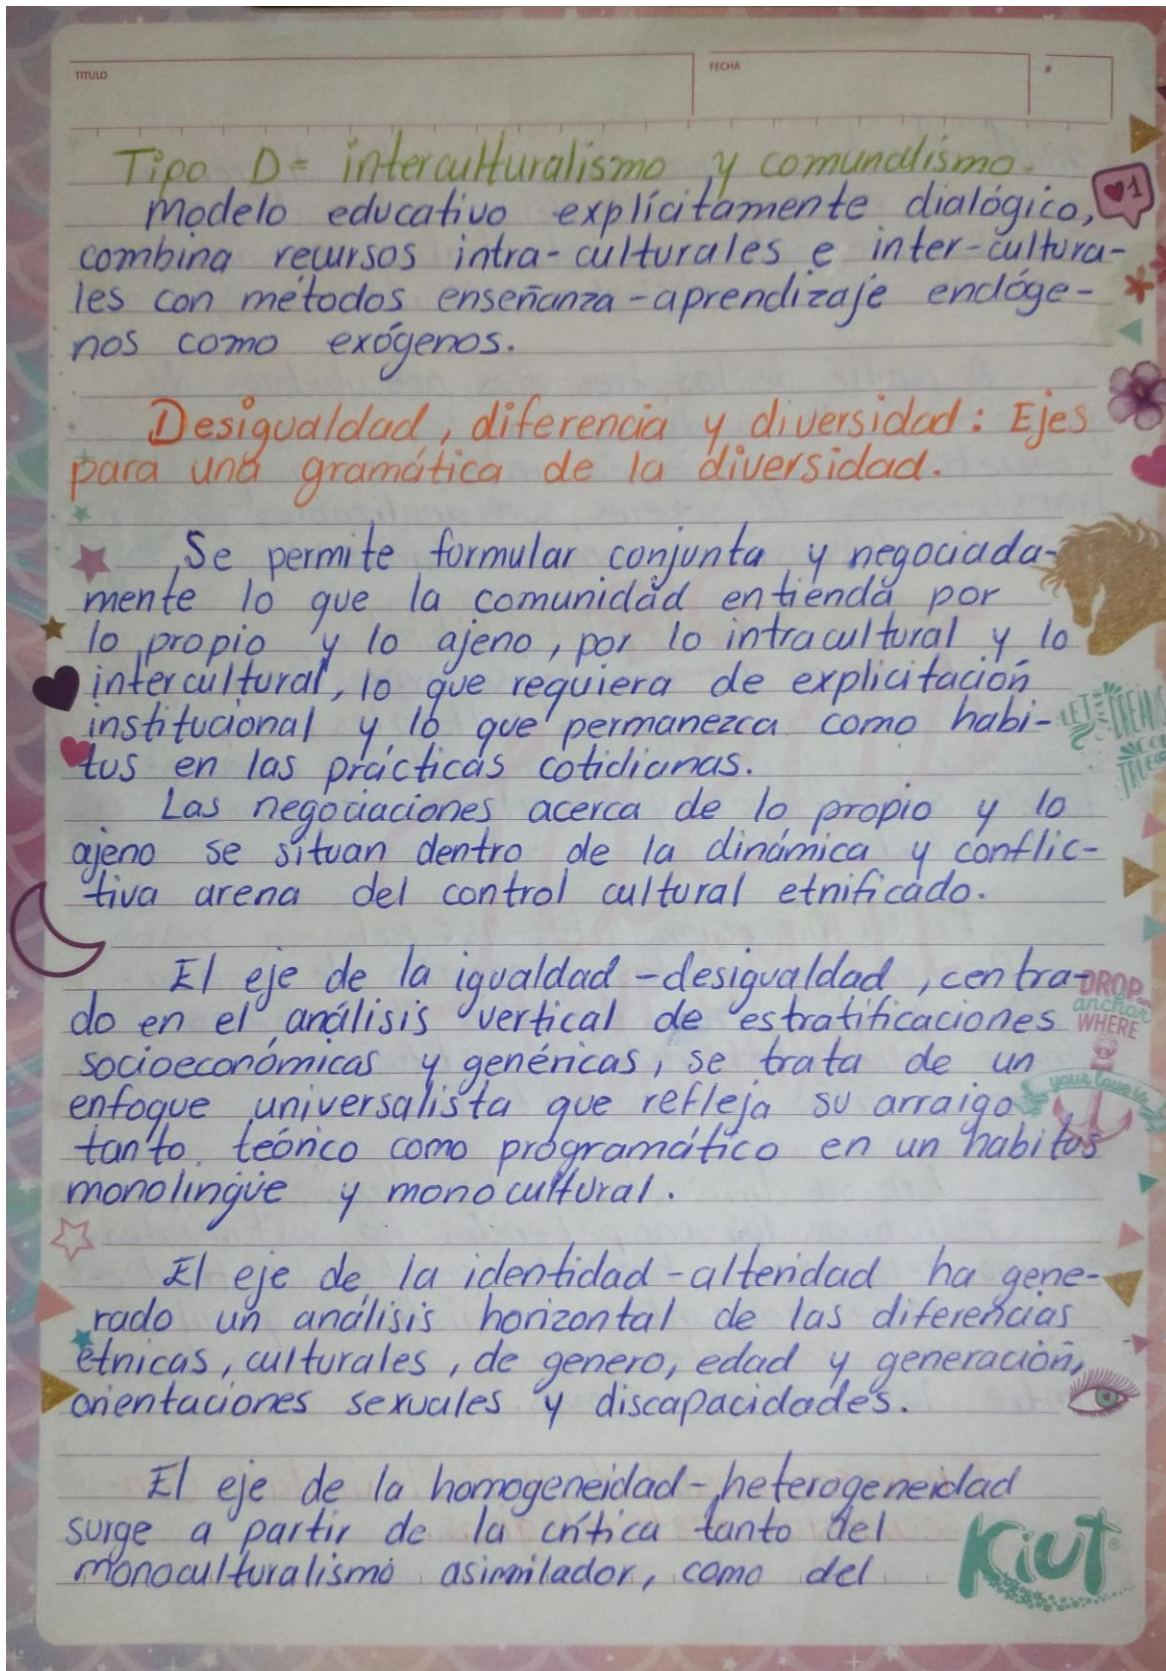 TITULO
FECHA
Tipo D= interculturalismo y comunalismo.
Modelo educativo explícitamente dialógico,
combina recursos intra-culturales e inter-cultura-
les con métodos enseñanza-aprendizaje endóge-
nos como exógenos.
Desigualdad, diferencia y diversidad: Ejes
para una gramática de la diversidad.
Se permite formular conjunta y negociada-
mente lo que la comunidad entienda por
lo propio y lo ajeno, por lo intracultural y lo
intercultural, lo que requiera de explicitación
institucional y lo que permanezca como habi-
tus en las prácticas cotidianas.
Las negociaciones acerca de lo propio y lo
ajeno se situan dentro de la dinámica y conflic-
tiva arena del control cultural etnificado.
El eje de la igualdad-desigualdad, centra-
do en el análisis vertical de estratificaciones
socioeconómicas y genéricas, se trata de un
enfoque universalista que refleja su arraigo
tanto teórico como programático en un habitus
monolingüe y monocultural.
El eje de la identidad-alteridad ha gene-
rado un análisis horizontal de las diferencias
étnicas, culturales, de genero, edad y generación,
orientaciones sexuales y discapacidades.
El eje de la homogeneidad-heterogeneidad
surge a partir de la crítica tanto del
monoculturalismo asimilador, como del
1
LET
DROP
anchor
WHERE
your love
Kiut